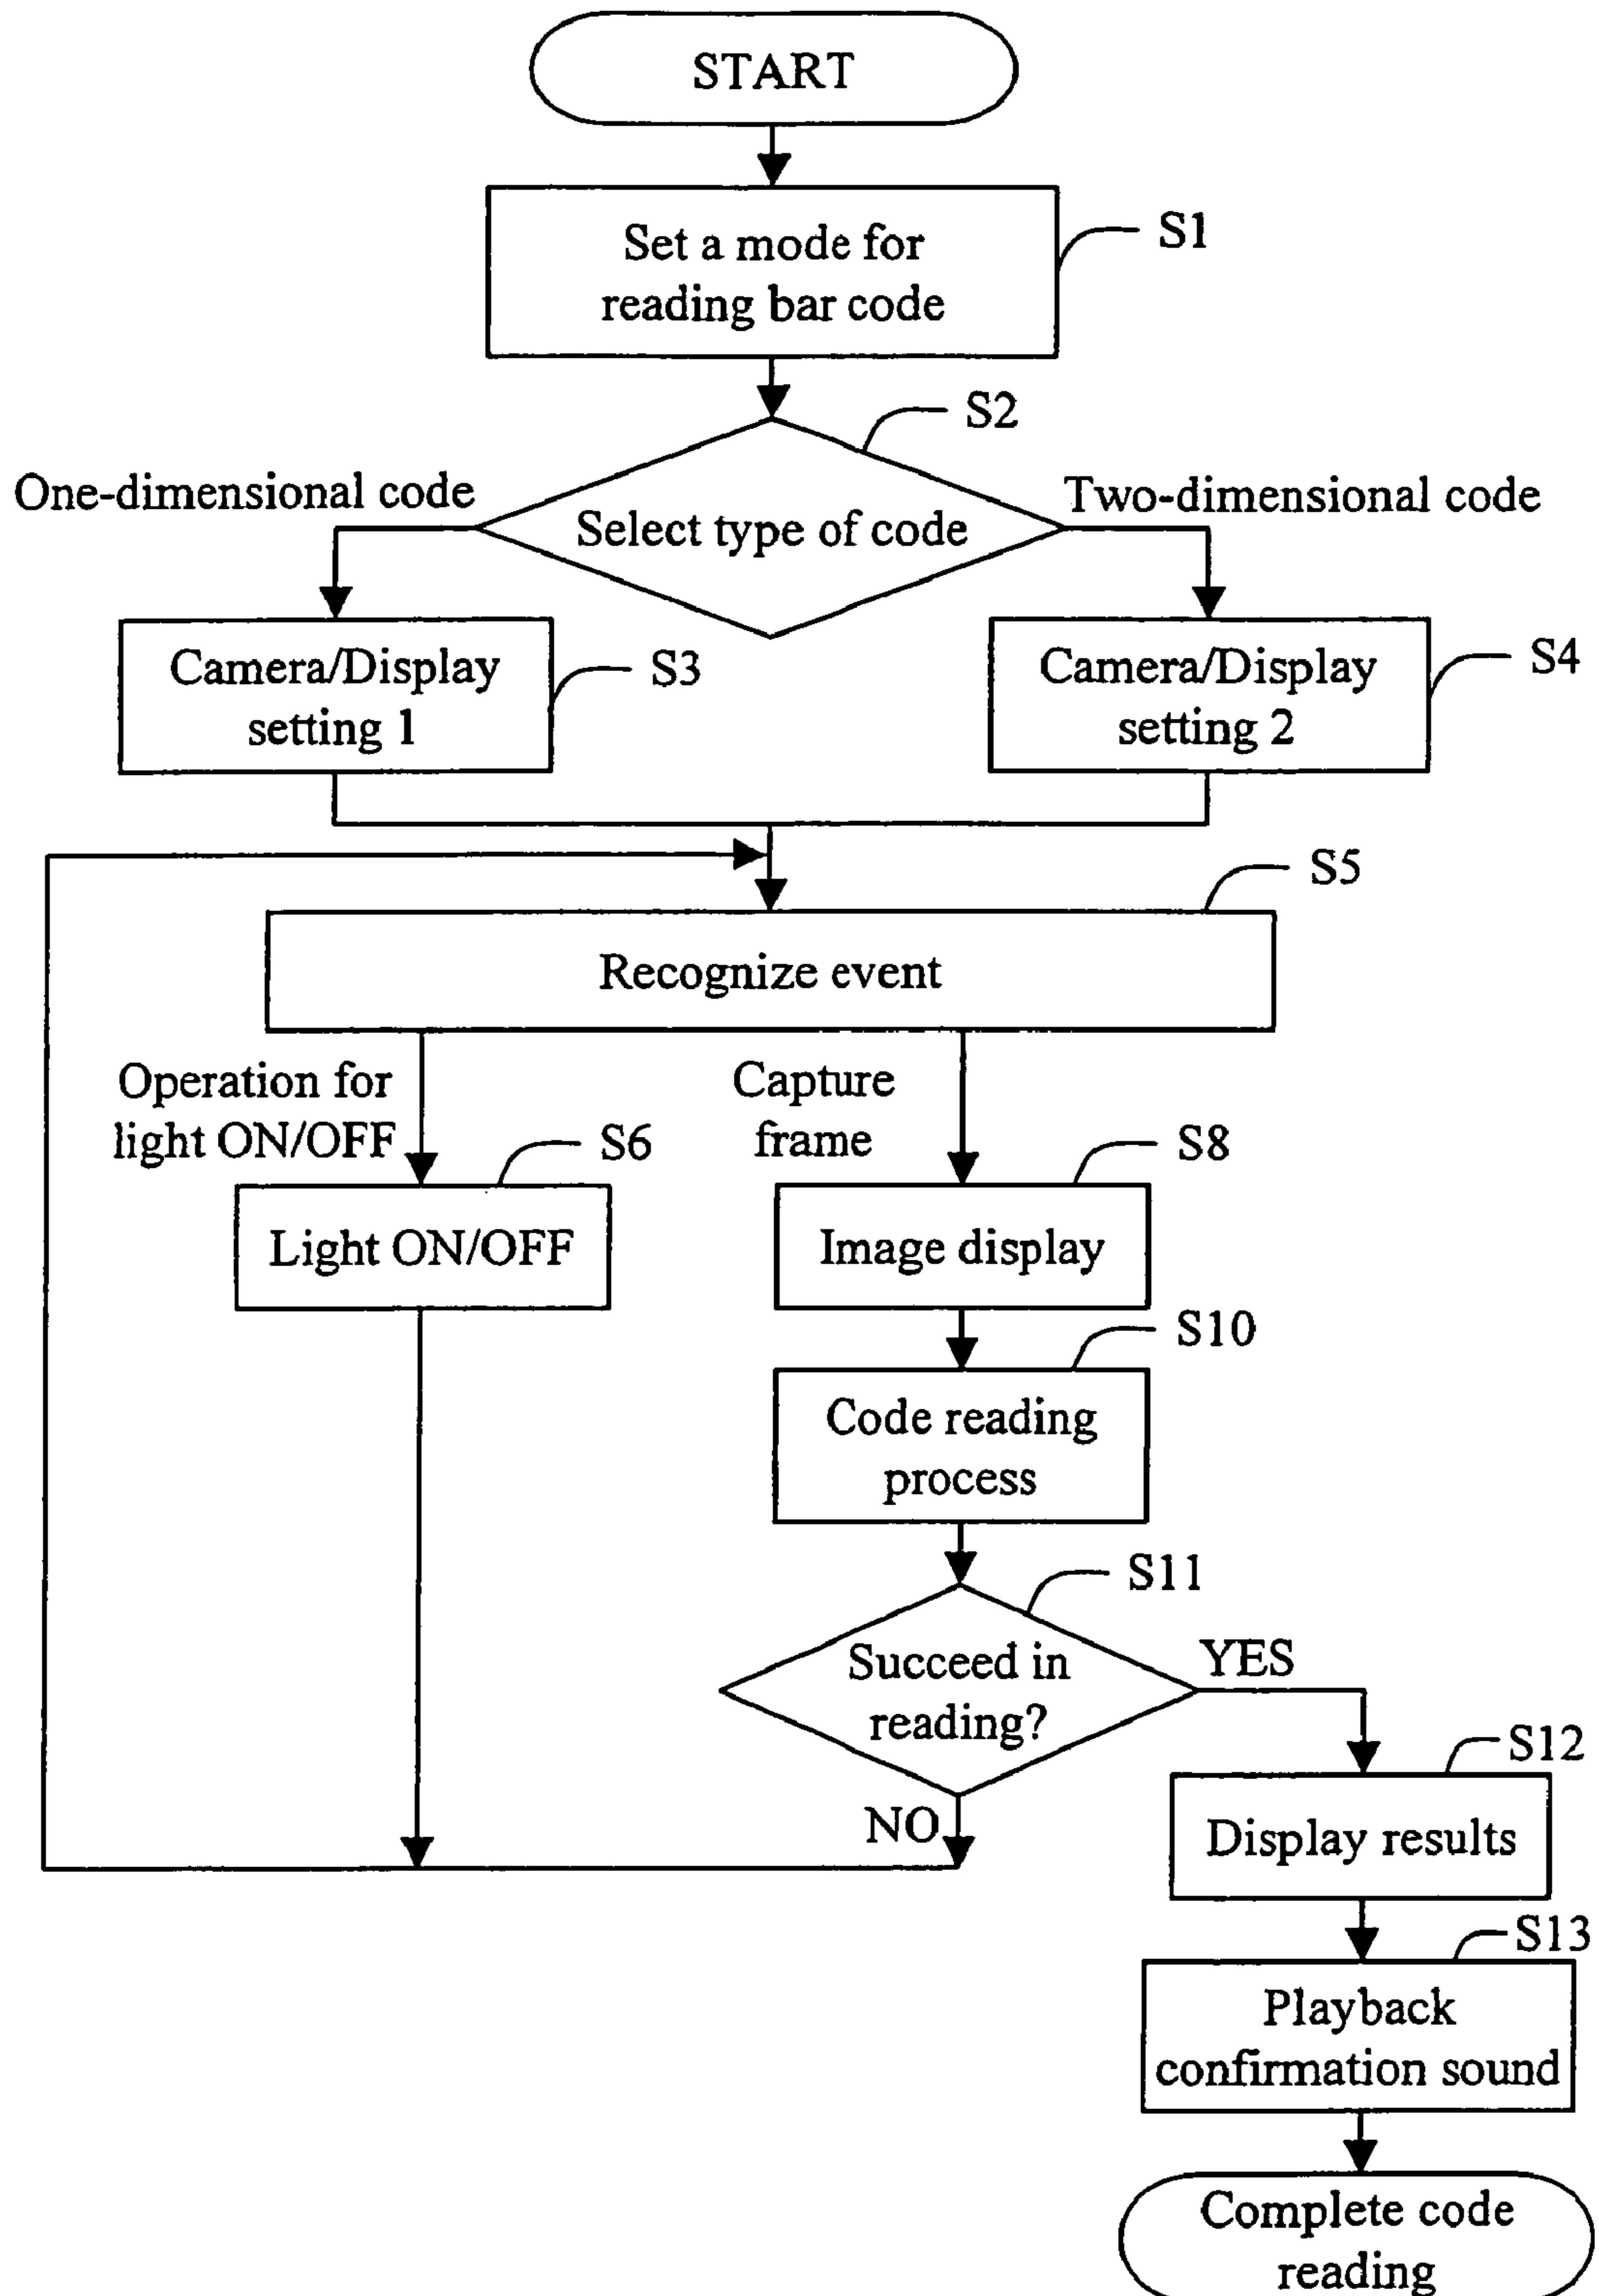 START
Set a mode for
reading bar code
S1
S2
One-dimensional code
Select type of code
Two-dimensional code
Camera/Display
setting 1
S3
Camera/Display
setting 2
S4
S5
Recognize event
Operation for
light ON/OFF
Capture
frame
S6
S8
Light ON/OFF
Image display
S10
Code reading
process
S11
Succeed in
reading?
YES
NO
S12
Display results
S13
Playback
confirmation sound
Complete code
reading